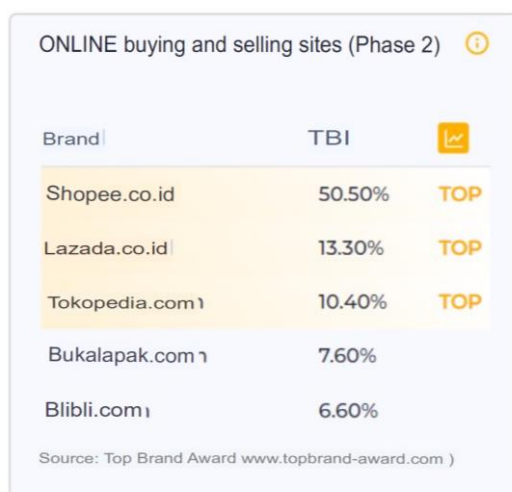 ONLINE buying and selling sites (Phase 2)
Brand TBI
Shopee.co.id 50.50% TOP
Lazada.co.id 13.30% TOP
Tokopedia.com 10.40% TOP
Bukalapak.com 7.60%
Blibli.com 6.60%
Source: Top Brand Award www.topbrand-award.com )